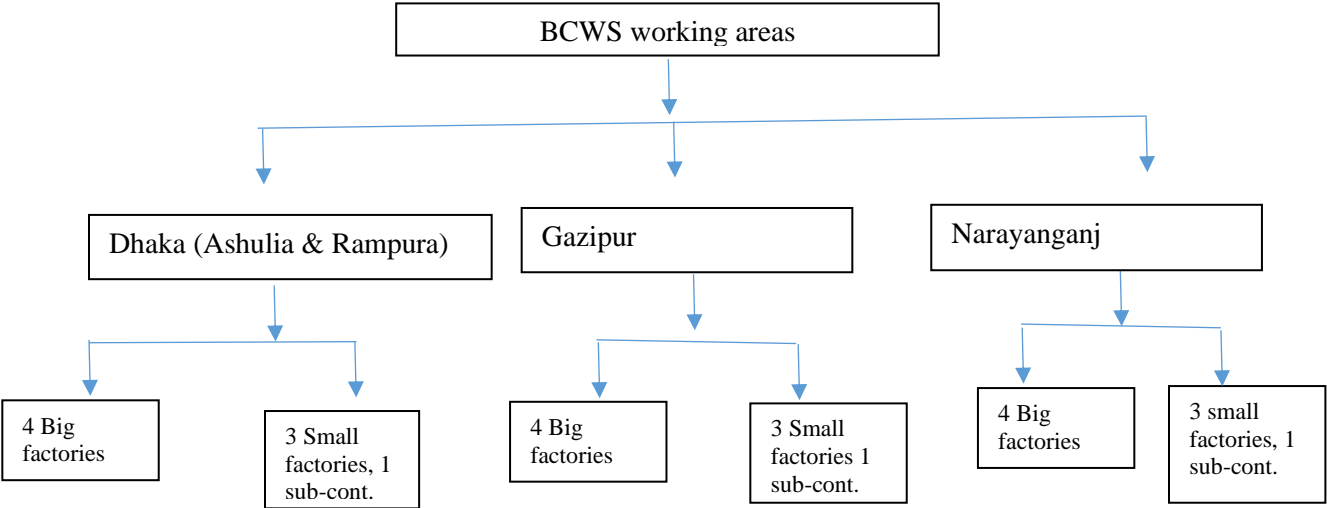 BCWS working areas
Dhaka (Ashulia & Rampura)
Gazipur
Narayanganj
4 Big
factories
3 Small
factories, 1
sub-cont.
4 Big
factories
3 Small
factories 1
sub-cont.
4 Big
factories
3 small
factories, 1
sub-cont.